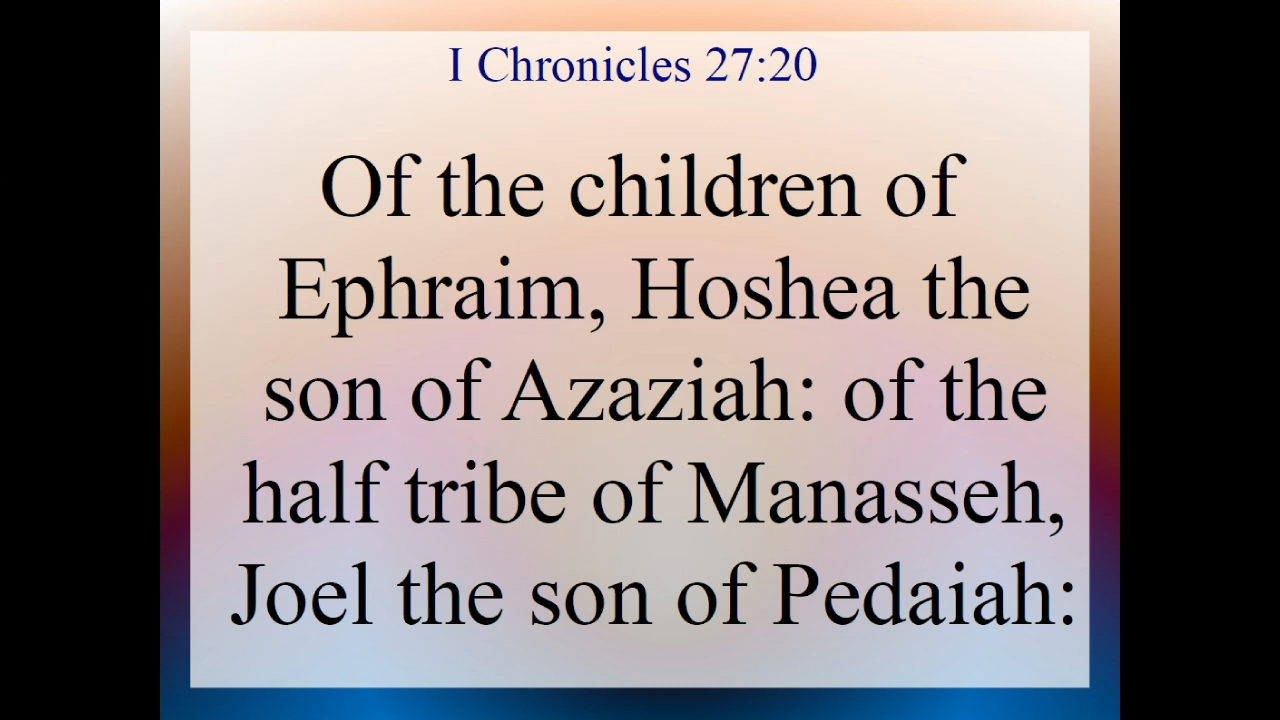 I Chronicles 27:20
Of the children of
Ephraim, Hoshea the
son of Azaziah: of the
half tribe of Manasseh,
Joel the son of Pedaiah: